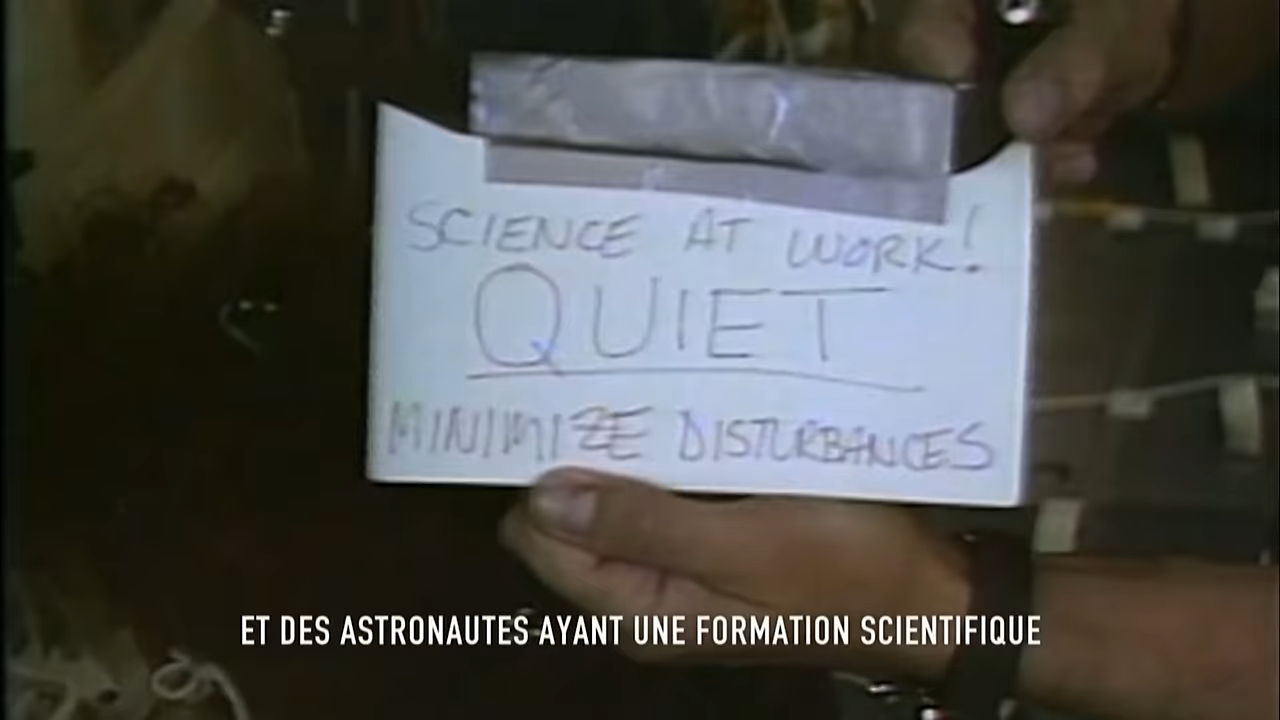 SCIENCE AT WORK!
QUIET
MINIMIZE DISTURBANCES
ET DES ASTRONAUTES AYANT UNE FORMATION SCIENTIFIQUE